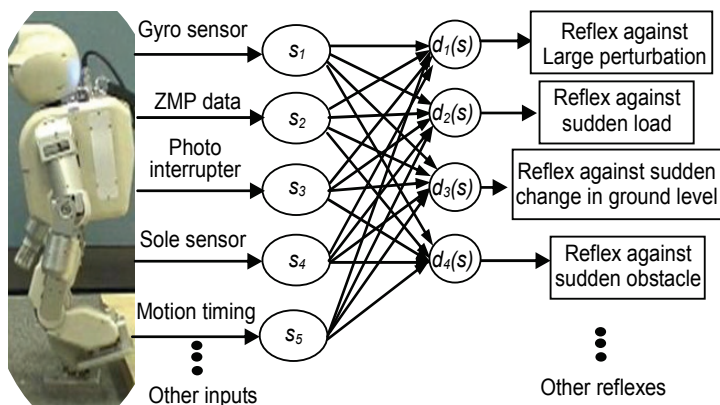 Gyro sensor
ZMP data
Photo
interrupter
Sole sensor
Motion timing
Other inputs
s1
s2
s3
s4
s5
d1(s)
d2(s)
d3(s)
d4(s)
Reflex against
Large perturbation
Reflex against
sudden load
Reflex against sudden
change in ground level
Reflex against
sudden obstacle
Other reflexes